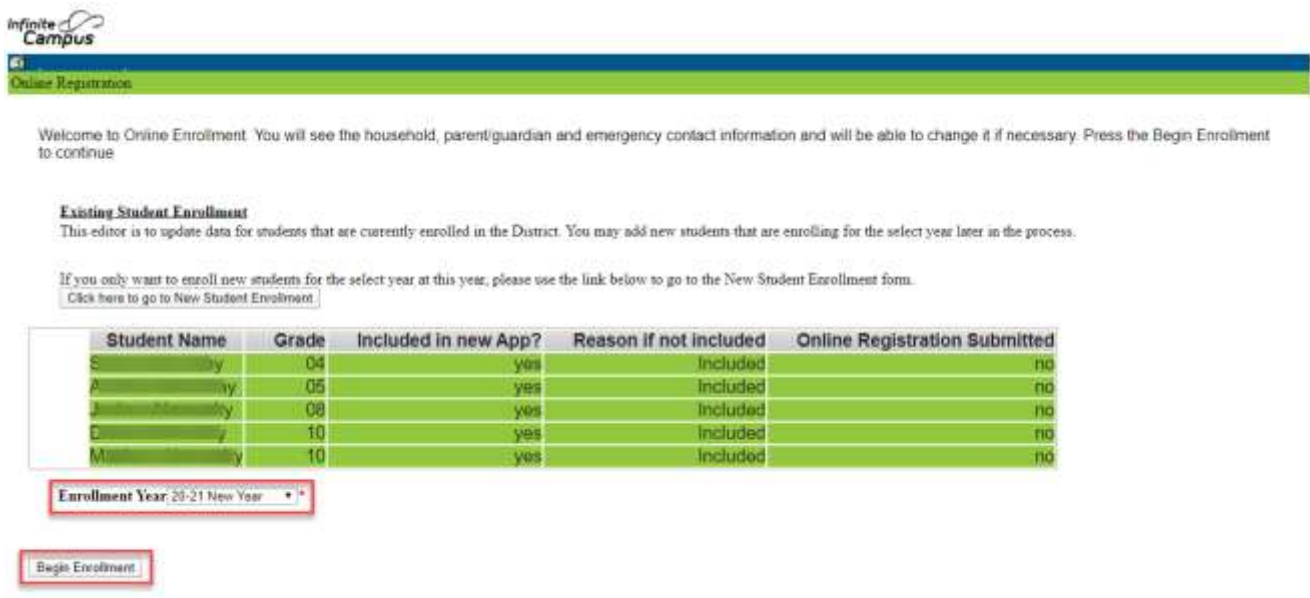 Infinite
Campus
Online Registration
Welcome to Online Enrollment. You will see the household, parent/guardian and emergency contact information and will be able to change it if necessary. Press the Begin Enrollment
to continue
Existing Student Enrollment
This editor is to update data for students that are currently enrolled in the District. You may add new students that are enrolling for the select year later in the process.
If you only want to enroll new students for the select year at this year, please use the link below to go to the New Student Enrollment form.
Click here to go to New Student Enrollment
Student Name Grade Included in new App? Reason if not included Online Registration Submitted
04 yes Included no
05 yes Included no
08 yes Included no
10 yes Included no
10 yes Included no
Enrollment Year 20-21 New Year *
Begin Enrollment